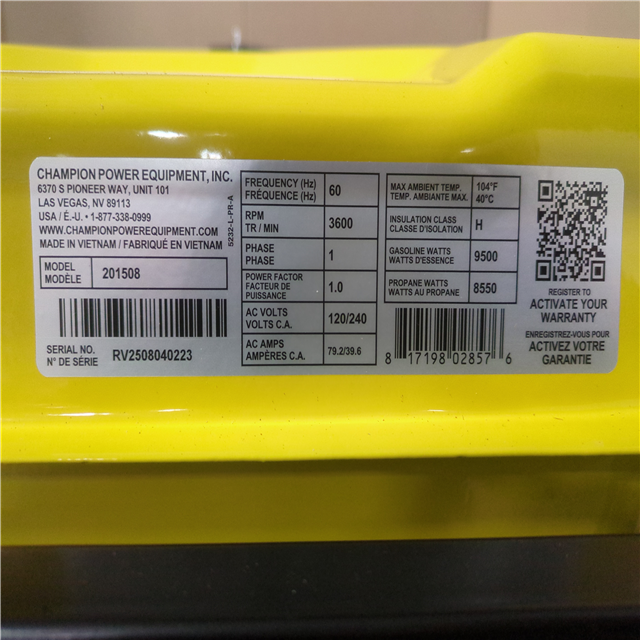 CHAMPION POWER EQUIPMENT, INC.
6370 S PIONEER WAY, UNIT 101
LAS VEGAS, NV 89113
USA / É.-U. • 1-877-338-0999
WWW.CHAMPIONPOWEREQUIPMENT.COM
MADE IN VIETNAM / FABRIQUÉ EN VIETNAM
5232-L-PR-A
MODEL
MODÈLE
201508
SERIAL NO.
N° DE SÉRIE
RV2508040223
FREQUENCY (Hz)
FRÉQUENCE (Hz)
60
RPM
TR / MIN
3600
PHASE
PHASE
1
POWER FACTOR
FACTEUR DE
PUISSANCE
1.0
AC VOLTS
VOLTS C.A.
120/240
AC AMPS
AMPÈRES C.A.
79.2/39.6
MAX AMBIENT TEMP.
TEMP. AMBIANTE MAX.
104°F
40°C
INSULATION CLASS
CLASSE D'ISOLATION
H
GASOLINE WATTS
WATTS D'ESSENCE
9500
PROPANE WATTS
WATTS AU PROPANE
8550
8 17198 02857 6
REGISTER TO
ACTIVATE YOUR
WARRANTY
ENREGISTREZ-VOUS POUR
ACTIVEZ VOTRE
GARANTIE